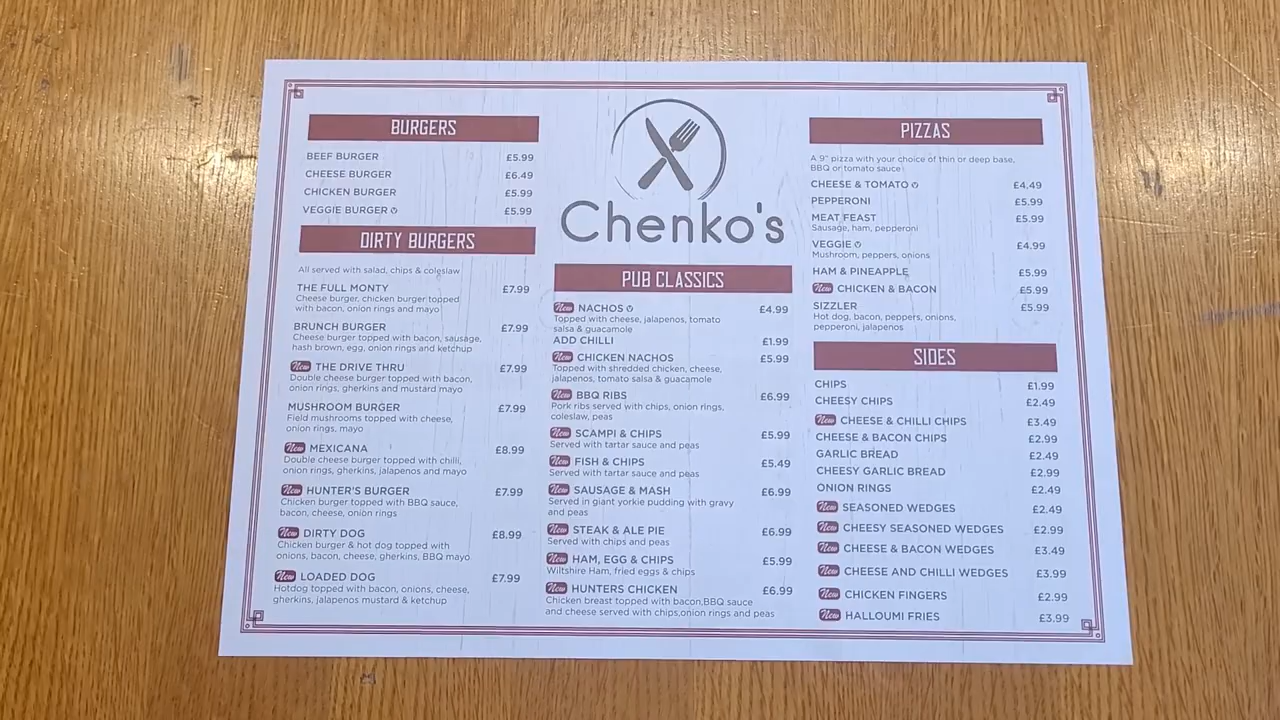 BURGERS
BEEF BURGER £5.99
CHEESE BURGER £6.49
CHICKEN BURGER £5.99
VEGGIE BURGER V £5.99
DIRTY BURGERS
All served with salad, chips & coleslaw
THE FULL MONTY £7.99
Cheese burger, chicken burger topped
with bacon, onion rings and mayo
BRUNCH BURGER £7.99
Cheese burger topped with bacon, sausage,
hash brown, egg, onion rings and ketchup
New THE DRIVE THRU £7.99
Double cheese burger topped with bacon,
onion rings, gherkins and mustard mayo
MUSHROOM BURGER £7.99
Field mushrooms topped with cheese,
onion rings, mayo
New MEXICANA £8.99
Double cheese burger topped with chilli,
onion rings, gherkins, jalapenos and mayo
New HUNTER'S BURGER £7.99
Chicken burger topped with BBQ sauce,
bacon, cheese, onion rings
New DIRTY DOG £8.99
Chicken burger & hot dog topped with
onions, bacon, cheese, gherkins, BBQ mayo
New LOADED DOG £7.99
Hotdog topped with bacon, onions, cheese,
gherkins, jalapenos mustard & ketchup
Chenko's
PUB CLASSICS
New NACHOS V £4.99
Topped with cheese, jalapenos, tomato
salsa & guacamole
ADD CHILLI £1.99
New CHICKEN NACHOS £5.99
Topped with shredded chicken, cheese,
jalapenos, tomato salsa & guacamole
New BBQ RIBS £6.99
Pork ribs served with chips, onion rings,
coleslaw, peas
New SCAMPI & CHIPS £5.99
Served with tartar sauce and peas
New FISH & CHIPS £5.49
Served with tartar sauce and peas
New SAUSAGE & MASH £6.99
Served in giant yorkie pudding with gravy
and peas
New STEAK & ALE PIE £6.99
Served with chips and peas
New HAM, EGG & CHIPS £5.99
Wiltshire Ham, fried eggs & chips
New HUNTERS CHICKEN £6.99
Chicken breast topped with bacon,BBQ sauce
and cheese served with chips,onion rings and peas
PIZZAS
A 9" pizza with your choice of thin or deep base,
BBQ or tomato sauce
CHEESE & TOMATO V £4.49
PEPPERONI £5.99
MEAT FEAST £5.99
Sausage, ham, pepperoni
VEGGIE V £4.99
Mushroom, peppers, onions
HAM & PINEAPPLE £5.99
New CHICKEN & BACON £5.99
SIZZLER £5.99
Hot dog, bacon, peppers, onions,
pepperoni, jalapenos
SIDES
CHIPS £1.99
CHEESY CHIPS £2.49
New CHEESE & CHILLI CHIPS £3.49
CHEESE & BACON CHIPS £2.99
GARLIC BREAD £2.49
CHEESY GARLIC BREAD £2.99
ONION RINGS £2.49
New SEASONED WEDGES £2.49
New CHEESY SEASONED WEDGES £2.99
New CHEESE & BACON WEDGES £3.49
New CHEESE AND CHILLI WEDGES £3.99
New CHICKEN FINGERS £2.99
New HALLOUMI FRIES £3.99